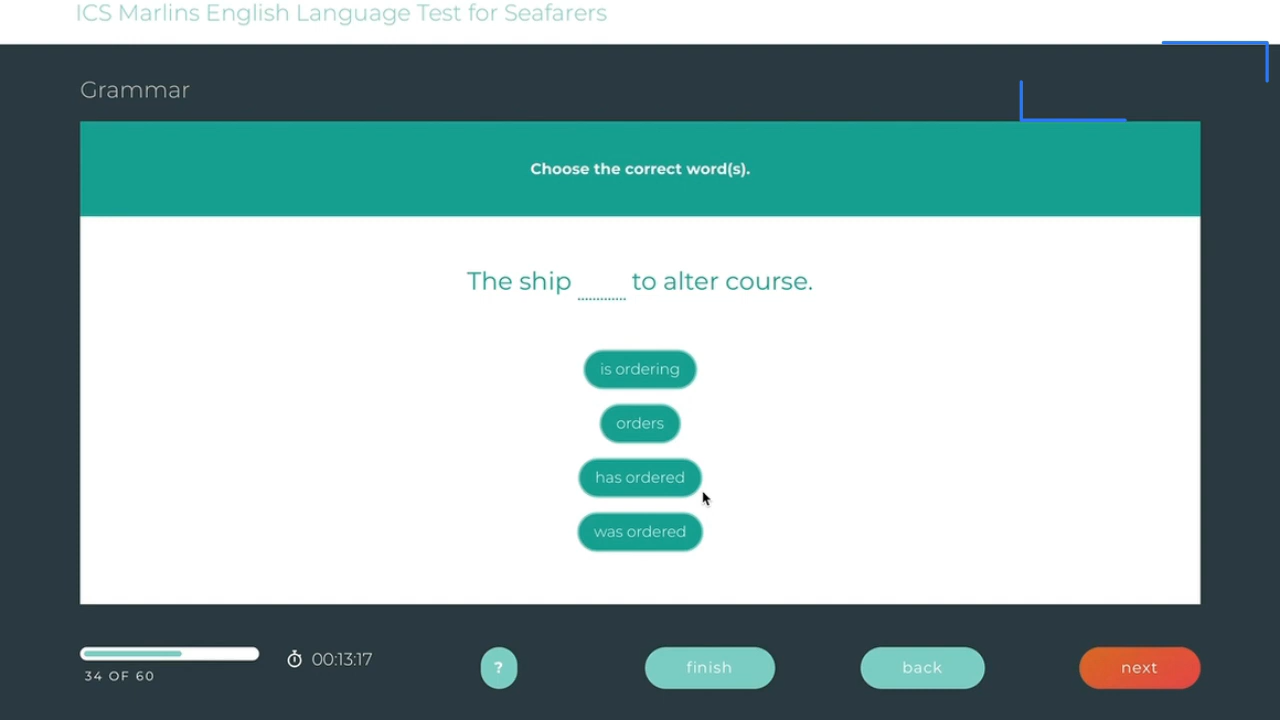 ICS Marlins English Language Test for Seafarers
Grammar
Choose the correct word(s).
The ship ............. to alter course.
is ordering
orders
has ordered
was ordered
34 OF 60
00:13:17
?
finish
back
next